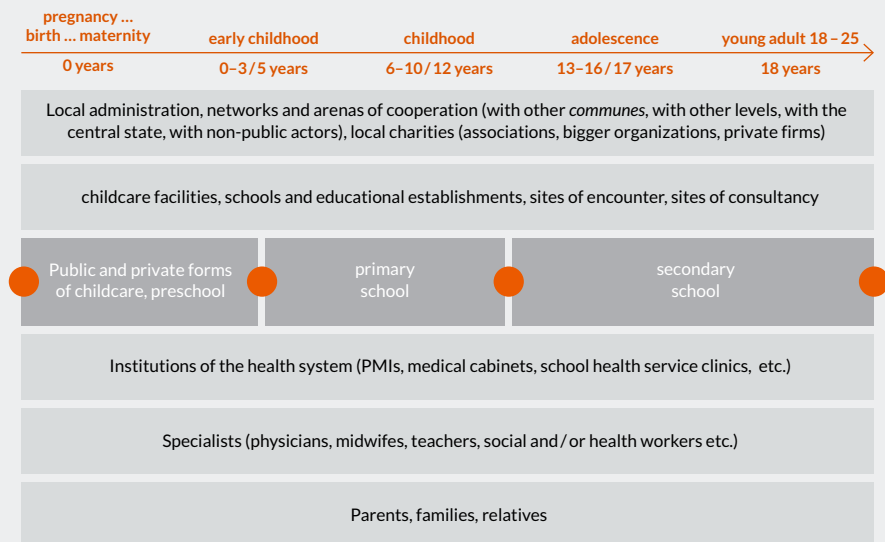 pregnancy ...
birth ... maternity
early childhood
childhood
adolescence
young adult 18 – 25
0 years
0–3 / 5 years
6–10 / 12 years
13–16 / 17 years
18 years
Local administration, networks and arenas of cooperation (with other communes, with other levels, with the
central state, with non-public actors), local charities (associations, bigger organizations, private firms)
childcare facilities, schools and educational establishments, sites of encounter, sites of consultancy
Public and private forms
of childcare, preschool
primary
school
secondary
school
Institutions of the health system (PMIs, medical cabinets, school health service clinics, etc.)
Specialists (physicians, midwifes, teachers, social and / or health workers etc.)
Parents, families, relatives